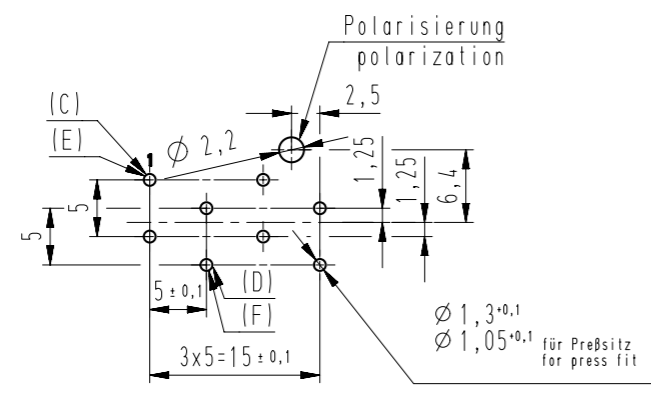 Polarisierung
polarization
2,5
(C)
(E)
1
Ø 2,2
1,25
1,25
6,4
5
5
5 ± 0,1
(D)
(F)
3x5=15 ± 0,1
Ø 1,3+0,1
Ø 1,05+0,1 für Preßsitz
for press fit